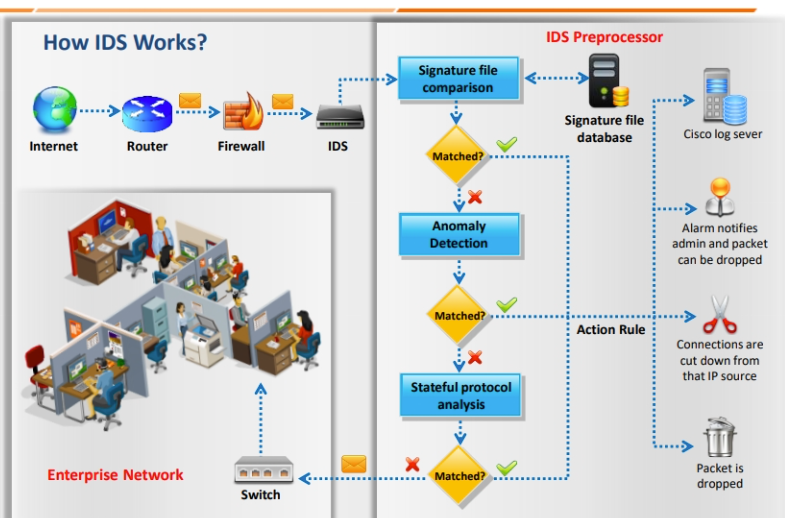 How IDS Works?
Internet
Router
Firewall
IDS
Enterprise Network
Switch
IDS Preprocessor
Signature file
comparison
Signature file
database
Matched?
Anomaly
Detection
Matched?
Stateful protocol
analysis
Matched?
Action Rule
Cisco log sever
Alarm notifies
admin and packet
can be dropped
Connections are
cut down from
that IP source
Packet is
dropped